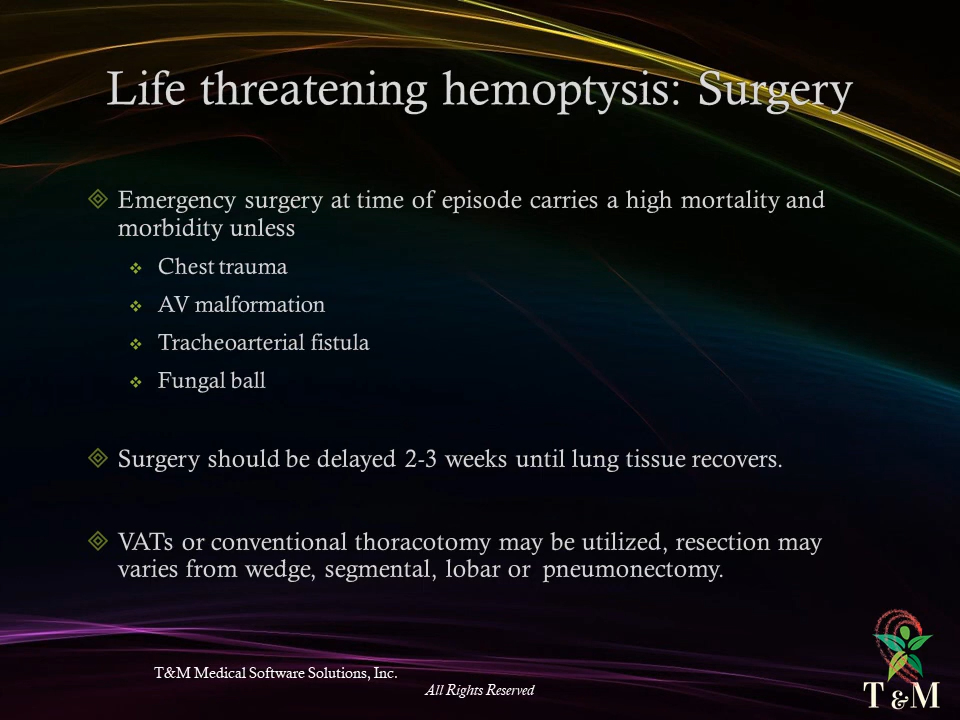 Life threatening hemoptysis: Surgery
Emergency surgery at time of episode carries a high mortality and
morbidity unless
Chest trauma
AV malformation
Tracheoarterial fistula
Fungal ball
Surgery should be delayed 2-3 weeks until lung tissue recovers.
VATs or conventional thoracotomy may be utilized, resection may
varies from wedge, segmental, lobar or pneumonectomy.
T&M Medical Software Solutions, Inc.
All Rights Reserved
T & M